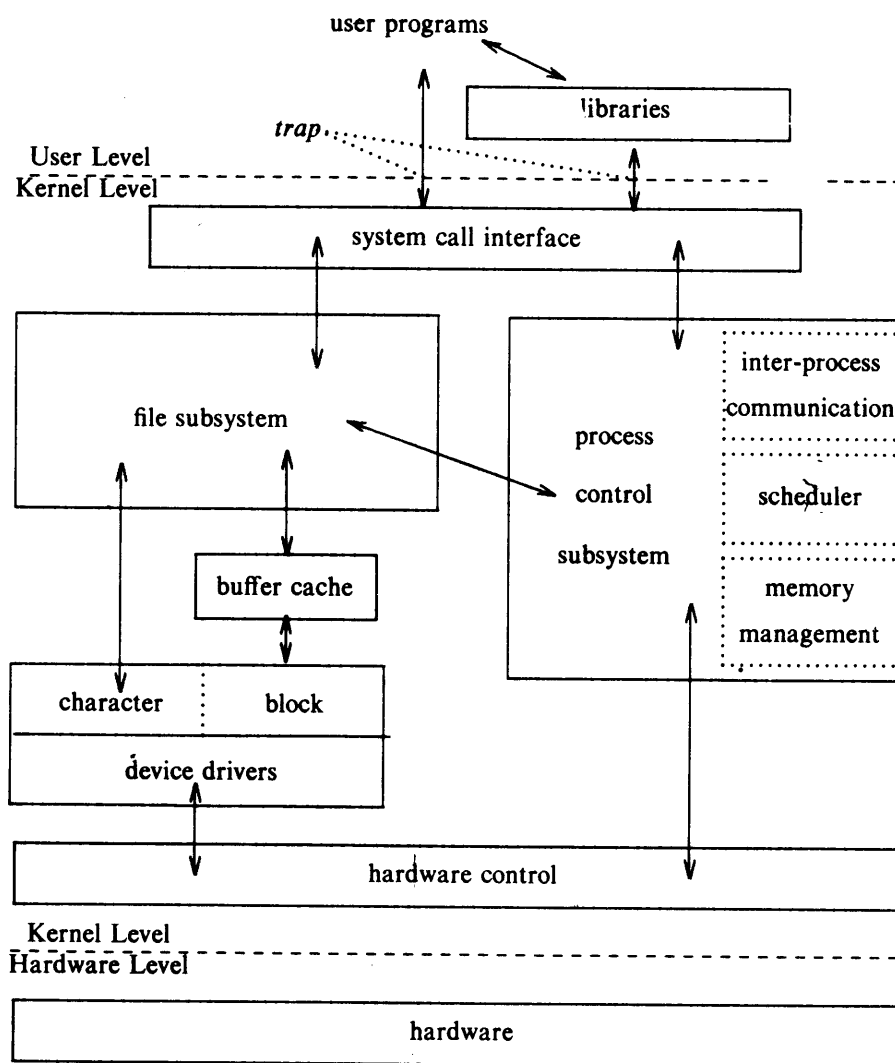 user programs
libraries
trap
User Level
Kernel Level
system call interface
file subsystem
process
control
subsystem
inter-process
communication
scheduler
memory
management
buffer cache
character
block
device drivers
hardware control
Kernel Level
Hardware Level
hardware